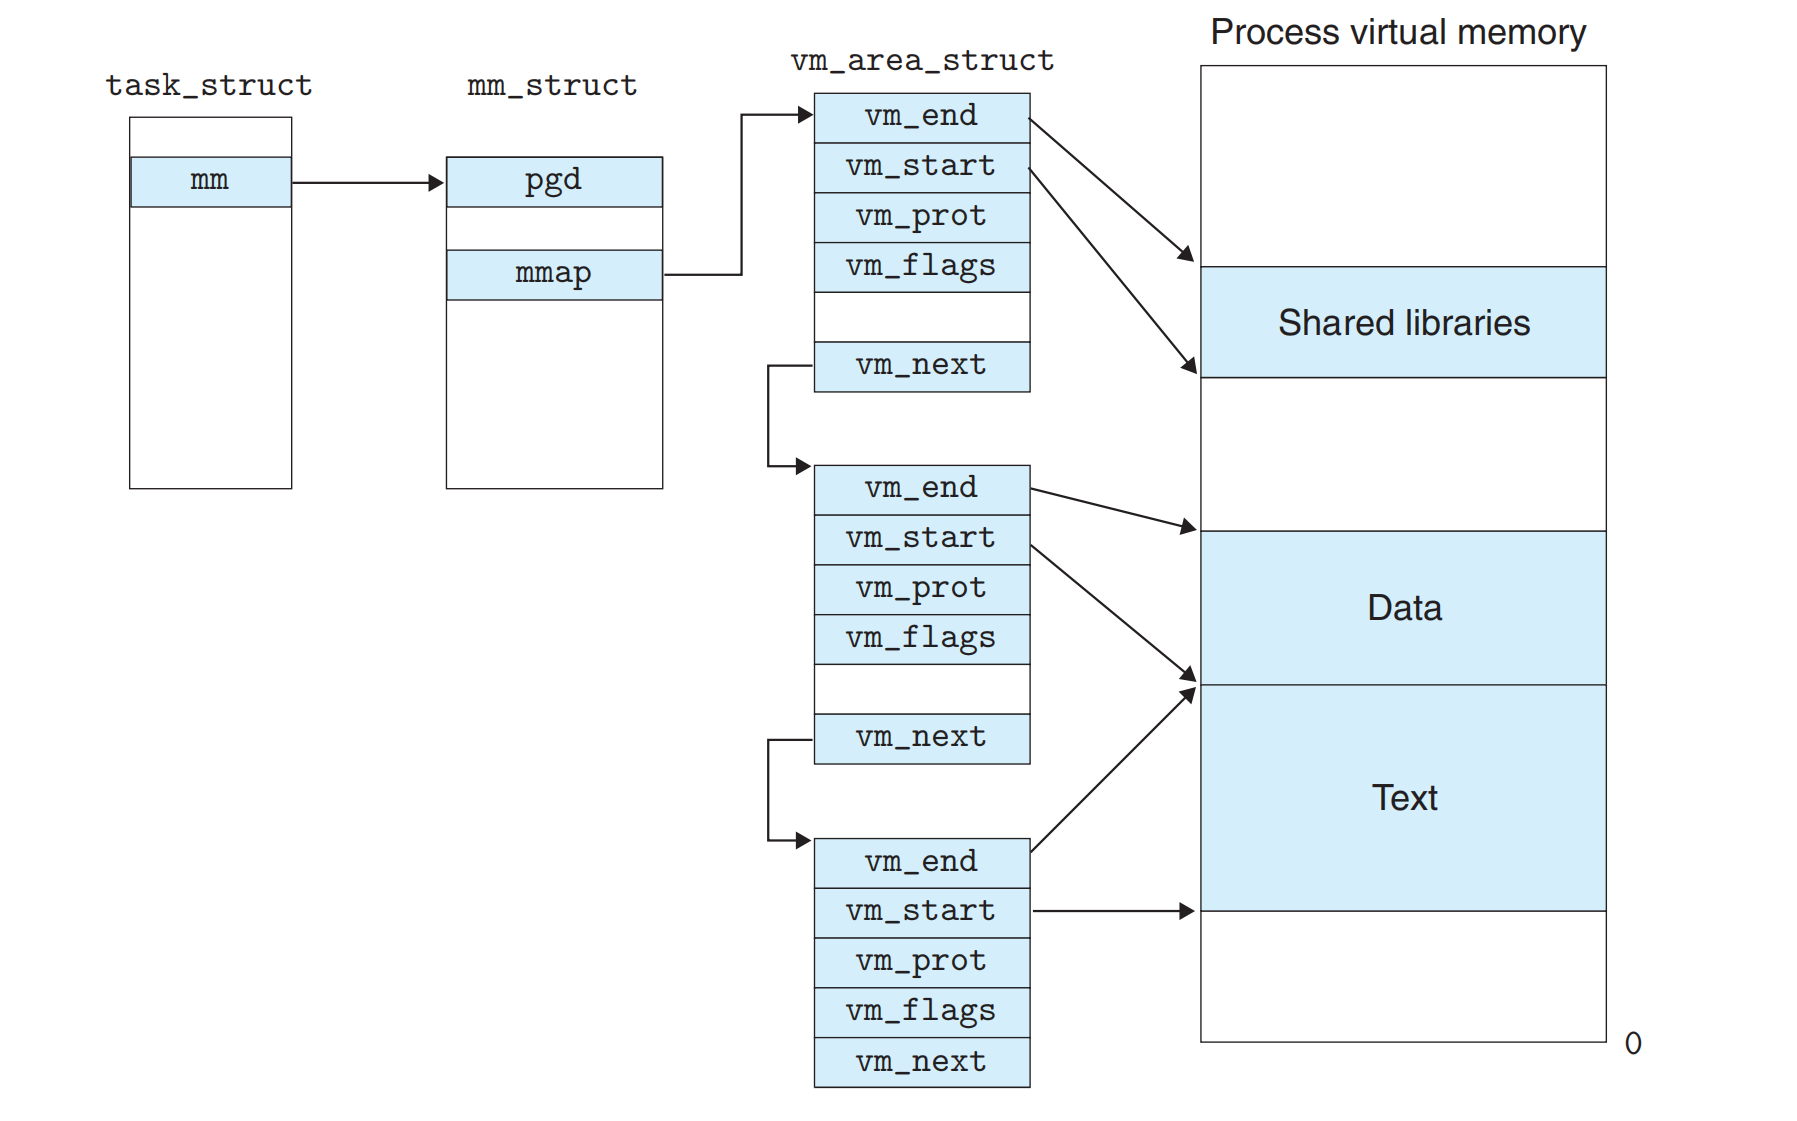 task_struct
mm
mm_struct
pgd
mmap
vm_area_struct
vm_end
vm_start
vm_prot
vm_flags
vm_next
vm_end
vm_start
vm_prot
vm_flags
vm_next
vm_end
vm_start
vm_prot
vm_flags
vm_next
Process virtual memory
Shared libraries
Data
Text
0